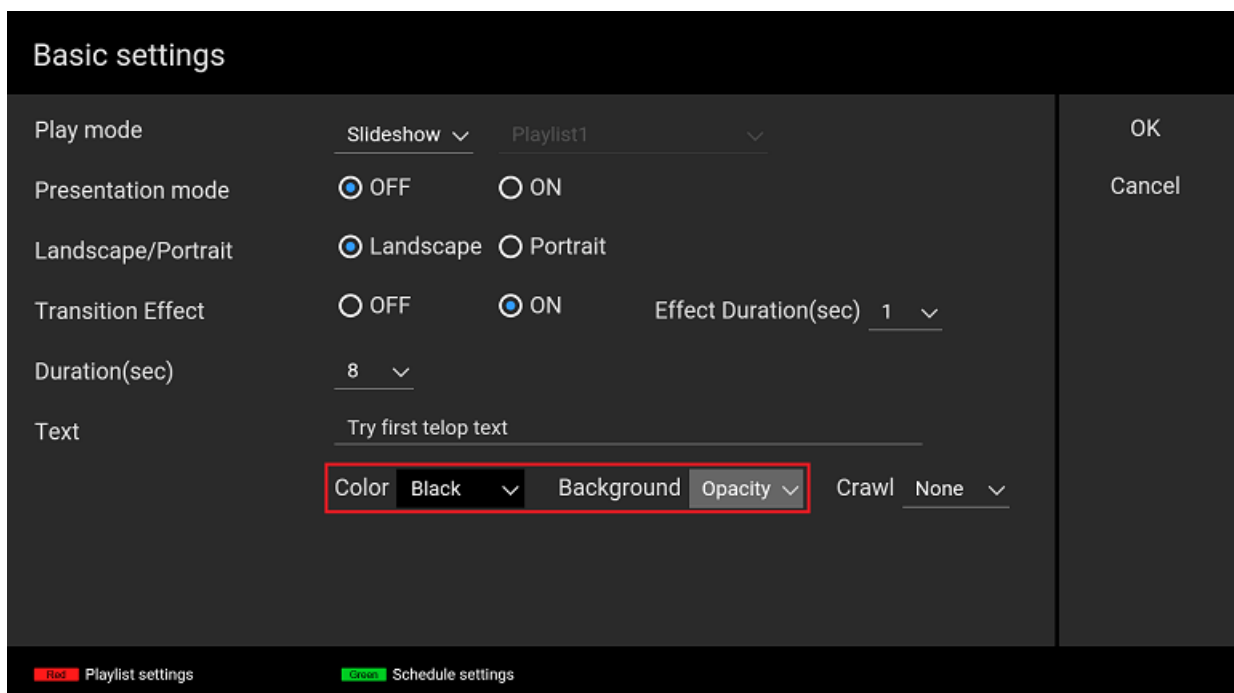 Basic settings
Play mode Slideshow Playlist1
Presentation mode OFF ON
Landscape/Portrait Landscape Portrait
Transition Effect OFF ON Effect Duration(sec) 1
Duration(sec) 8
Text Try first telop text
Color Black Background Opacity Crawl None
OK
Cancel
Red Playlist settings Green Schedule settings